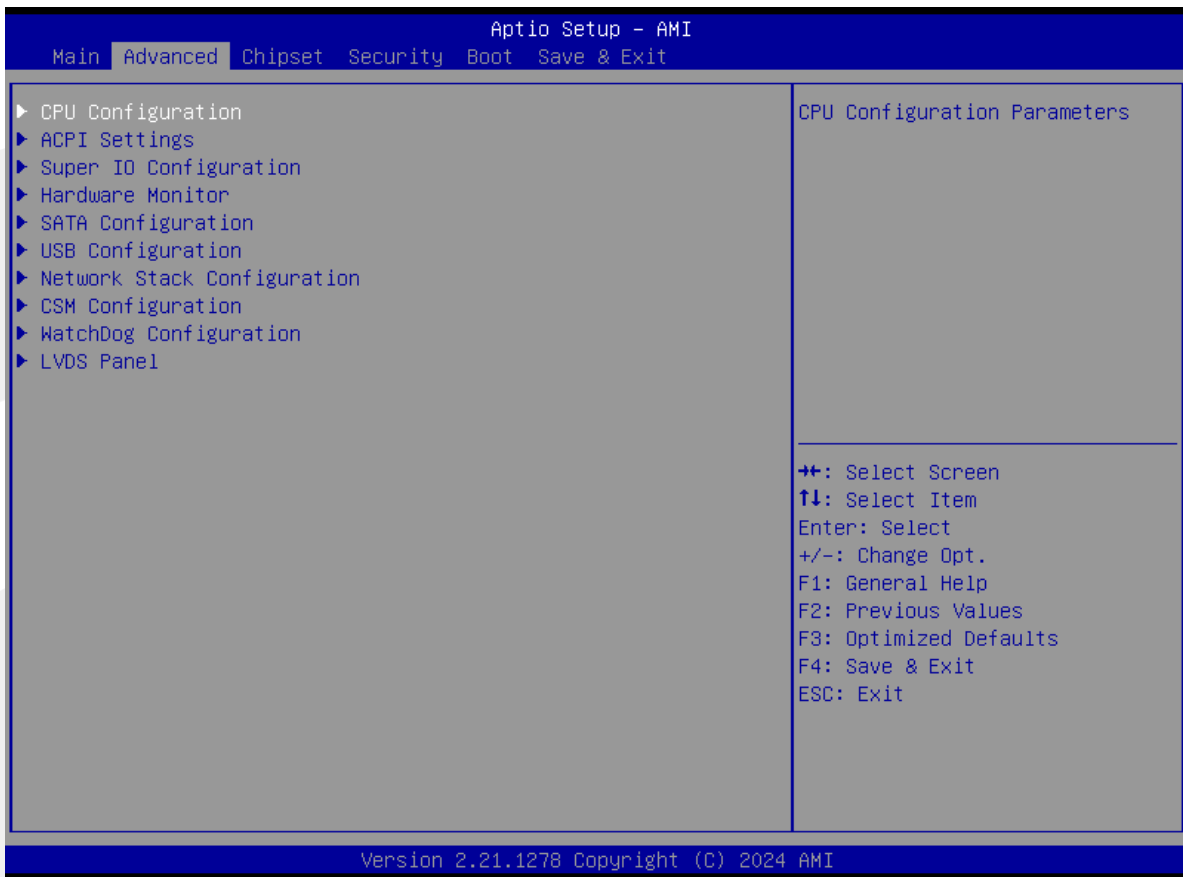 Aptio Setup – AMI
Main Advanced Chipset Security Boot Save & Exit
▶ CPU Configuration
▶ ACPI Settings
▶ Super IO Configuration
▶ Hardware Monitor
▶ SATA Configuration
▶ USB Configuration
▶ Network Stack Configuration
▶ CSM Configuration
▶ WatchDog Configuration
▶ LVDS Panel
CPU Configuration Parameters
→←: Select Screen
↑↓: Select Item
Enter: Select
+/-: Change Opt.
F1: General Help
F2: Previous Values
F3: Optimized Defaults
F4: Save & Exit
ESC: Exit
Version 2.21.1278 Copyright (C) 2024 AMI